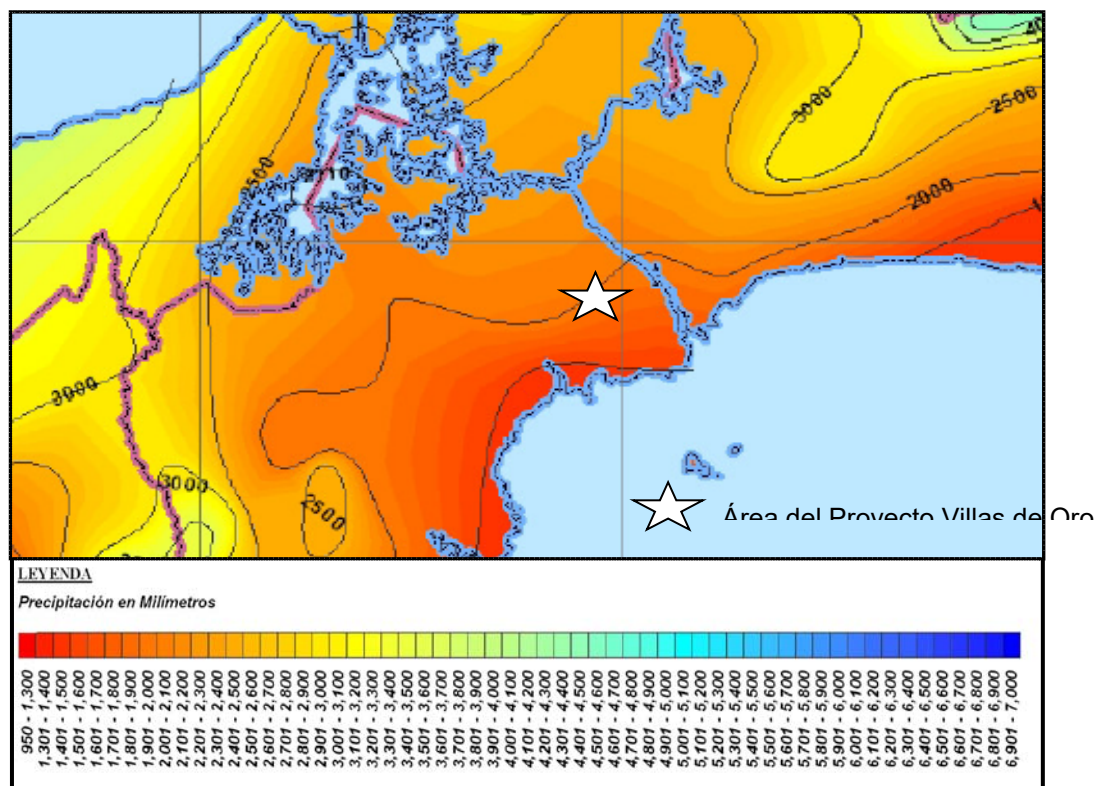 3000
2500
2500
2000
3000
3000
2500
Área del Proyecto Villas de Oro
LEYENDA
Precipitación en Milímetros
950 - 1,300
1,301 - 1,400
1,401 - 1,500
1,501 - 1,600
1,601 - 1,700
1,701 - 1,800
1,801 - 1,900
1,901 - 2,000
2,001 - 2,100
2,101 - 2,200
2,201 - 2,300
2,301 - 2,400
2,401 - 2,500
2,501 - 2,600
2,601 - 2,700
2,701 - 2,800
2,801 - 2,900
2,901 - 3,000
3,001 - 3,100
3,101 - 3,200
3,201 - 3,300
3,301 - 3,400
3,401 - 3,500
3,501 - 3,600
3,601 - 3,700
3,701 - 3,800
3,801 - 3,900
3,901 - 4,000
4,001 - 4,100
4,101 - 4,200
4,201 - 4,300
4,301 - 4,400
4,401 - 4,500
4,501 - 4,600
4,601 - 4,700
4,701 - 4,800
4,801 - 4,900
4,901 - 5,000
5,001 - 5,100
5,101 - 5,200
5,201 - 5,300
5,301 - 5,400
5,401 - 5,500
5,501 - 5,600
5,601 - 5,700
5,701 - 5,800
5,801 - 5,900
5,901 - 6,000
6,001 - 6,100
6,101 - 6,200
6,201 - 6,300
6,301 - 6,400
6,401 - 6,500
6,501 - 6,600
6,601 - 6,700
6,701 - 6,800
6,801 - 6,900
6,901 - 7,000